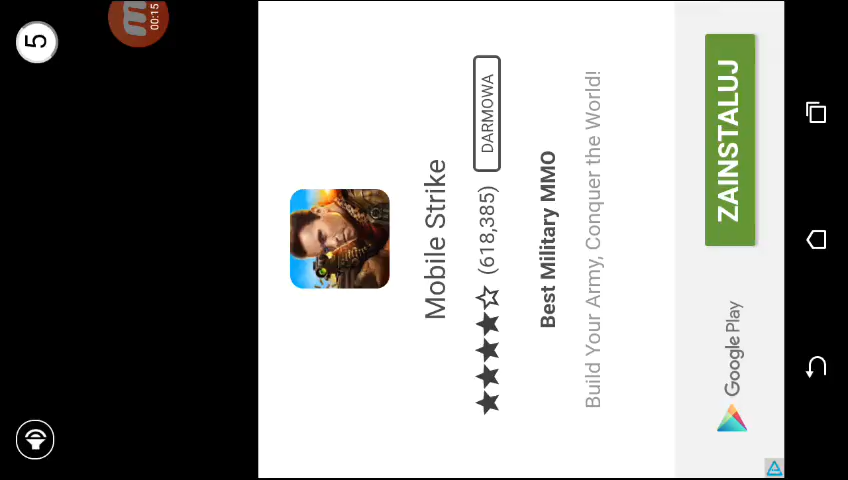 5
00:15
Mobile Strike
(618,385) DARMOWA
Best Military MMO
Build Your Army, Conquer the World!
Google Play
ZAINSTALUJ